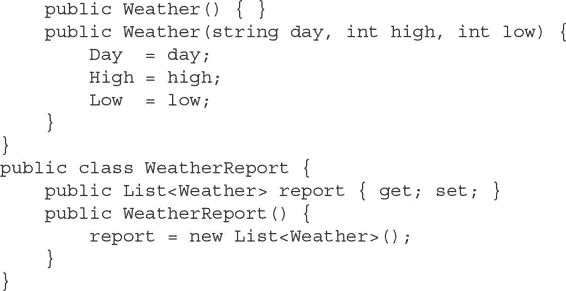 public Weather() { }
    public Weather(string day, int high, int low) {
        Day  = day;
        High = high;
        Low  = low;
    }
}
public class WeatherReport {
    public List<Weather> report { get; set; }
    public WeatherReport() {
        report = new List<Weather>();
    }
}